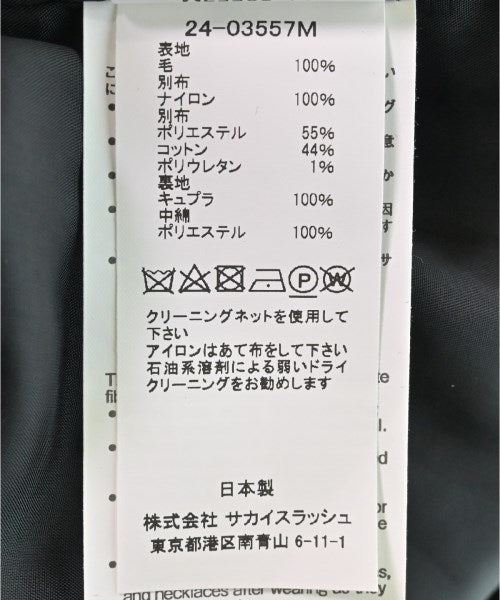 24-03557M
表地
毛 100%
別布
ナイロン 100%
別布
ポリエステル 55%
コットン 44%
ポリウレタン 1%
裏地
キュプラ 100%
中綿
ポリエステル 100%
P W
クリーニングネットを使用して
下さい
アイロンはあて布をして下さい
石油系溶剤による弱いドライ
クリーニングをお勧めします
日本製
株式会社 サカイスラッシュ
東京都港区南青山 6-11-1
and necklaces after wearing as they